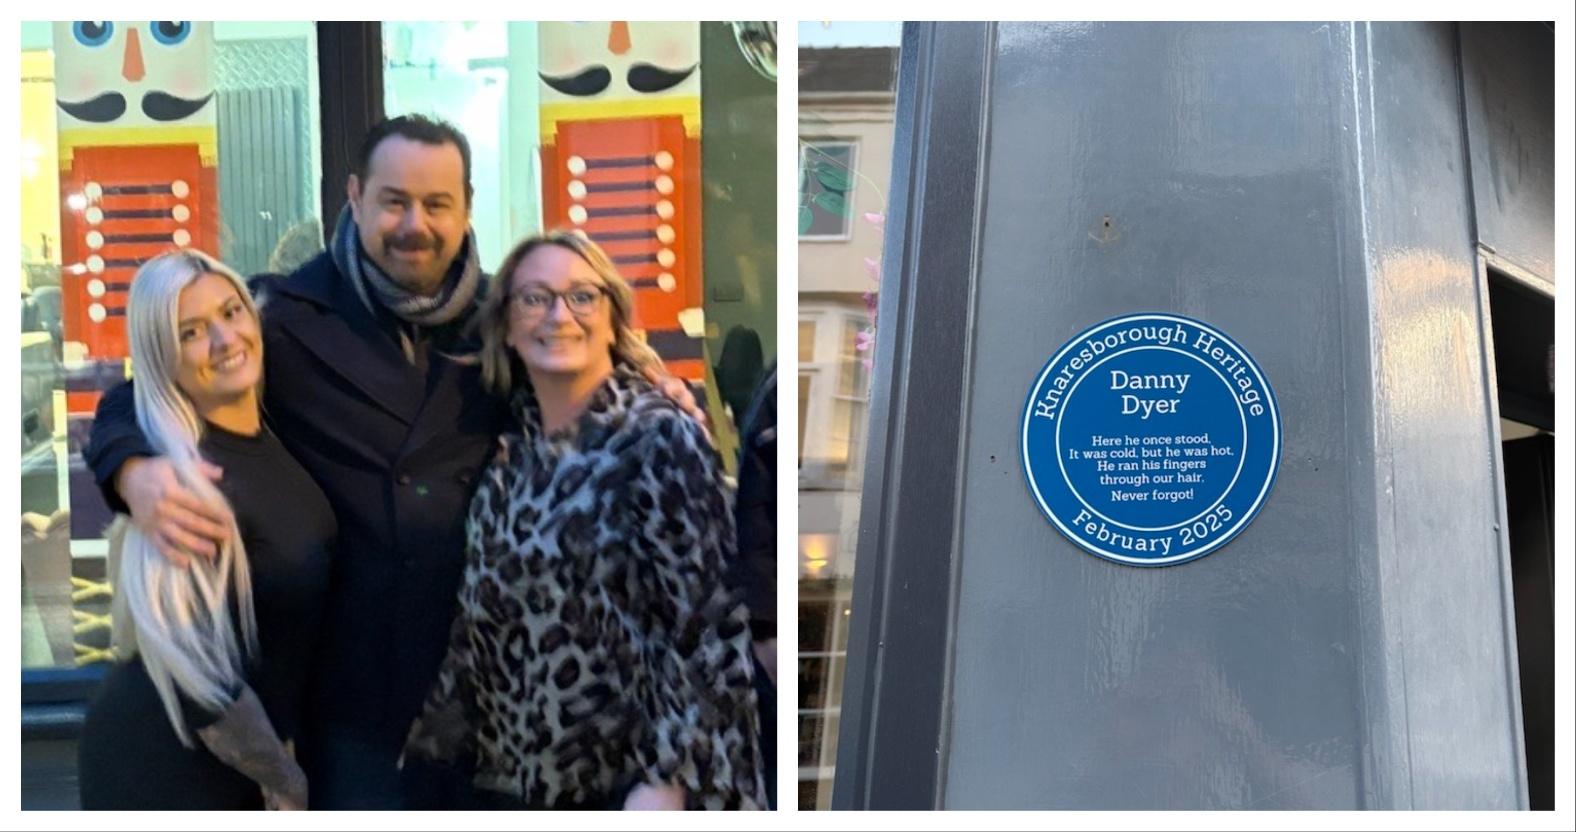 Knaresborough Heritage
Danny
Dyer
Here he once stood.
It was cold, but he was hot.
He ran his fingers
through our hair.
Never forgot!
February 2025